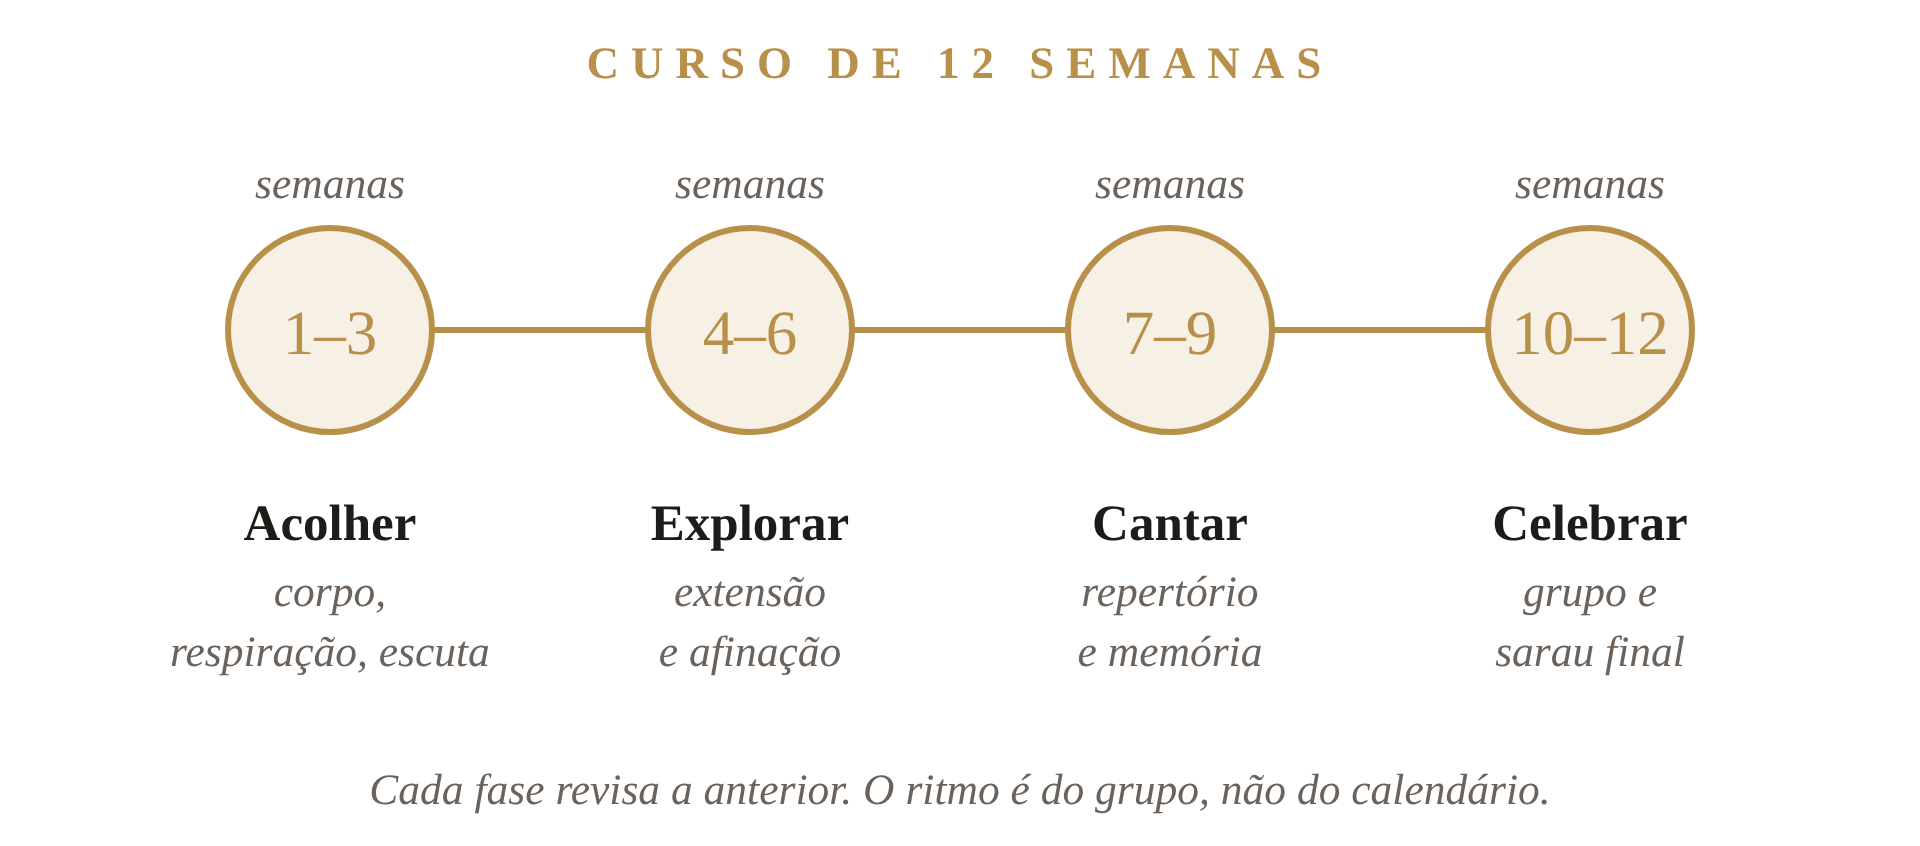 CURSO DE 12 SEMANAS
semanas
1–3
Acolher
corpo,
respiração, escuta
semanas
4–6
Explorar
extensão
e afinação
semanas
7–9
Cantar
repertório
e memória
semanas
10–12
Celebrar
grupo e
sarau final
Cada fase revisa a anterior. O ritmo é do grupo, não do calendário.